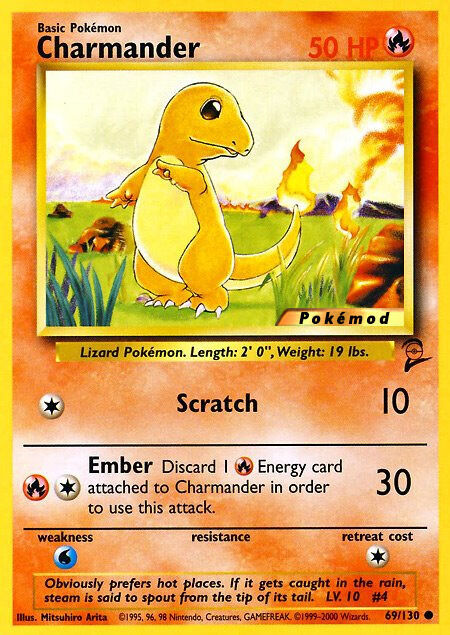 Basic Pokémon
Charmander 50 HP
Pokémod
Lizard Pokémon. Length: 2' 0", Weight: 19 lbs.
Scratch 10
Ember Discard 1 Energy card
attached to Charmander in order
to use this attack.
30
weakness resistance retreat cost
Obviously prefers hot places. If it gets caught in the rain,
steam is said to spout from the tip of its tail. LV. 10 #4
Illus. Mitsuhiro Arita ©1995, 96, 98 Nintendo, Creatures, GAMEFREAK. ©1999-2000 Wizards. 69/130